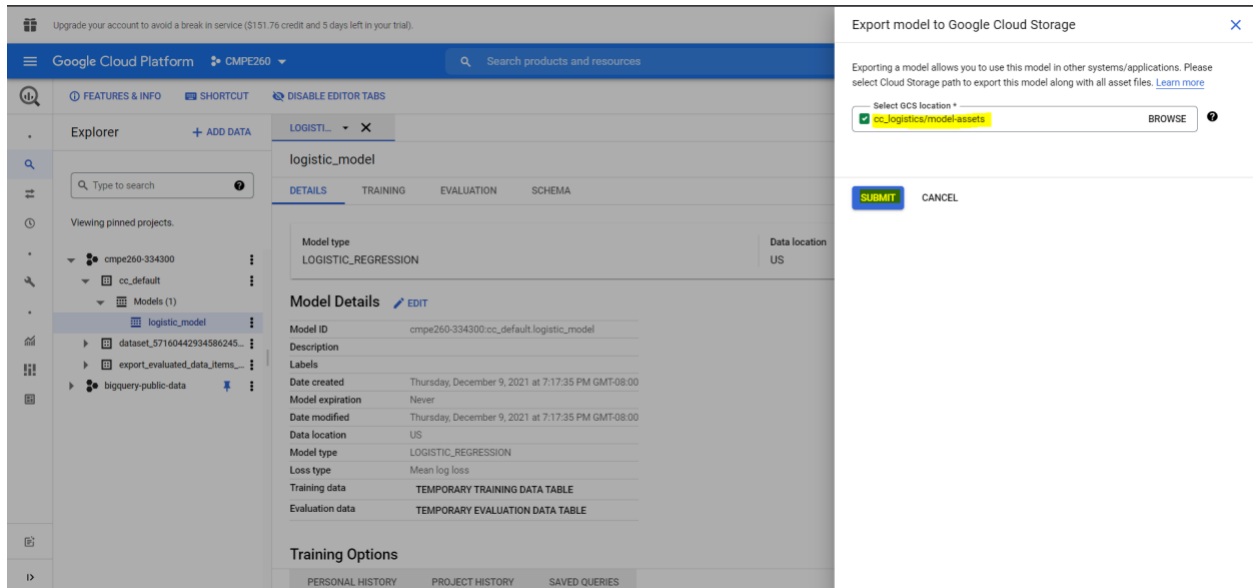 Upgrade your account to avoid a break in service ($151.76 credit and 5 days left in your trial).
Google Cloud Platform CMPE260
Search products and resources
FEATURES & INFO SHORTCUT DISABLE EDITOR TABS
Explorer + ADD DATA
Type to search
Viewing pinned projects.
cmpe260-334300
cc_default
Models (1)
logistic_model
dataset_57160442934586245...
export_evaluated_data_items_...
bigquery-public-data
LOGISTI...
logistic_model
DETAILS TRAINING EVALUATION SCHEMA
Model type Data location
LOGISTIC_REGRESSION US
Model Details EDIT
Model ID cmpe260-334300:cc_default.logistic_model
Description
Labels
Date created Thursday, December 9, 2021 at 7:17:35 PM GMT-08:00
Model expiration Never
Date modified Thursday, December 9, 2021 at 7:17:35 PM GMT-08:00
Data location US
Model type LOGISTIC_REGRESSION
Loss type Mean log loss
Training data TEMPORARY TRAINING DATA TABLE
Evaluation data TEMPORARY EVALUATION DATA TABLE
Training Options
PERSONAL HISTORY PROJECT HISTORY SAVED QUERIES
Export model to Google Cloud Storage
Exporting a model allows you to use this model in other systems/applications. Please
select Cloud Storage path to export this model along with all asset files. Learn more
Select GCS location *
cc_logistics/model-assets BROWSE
SUBMIT CANCEL